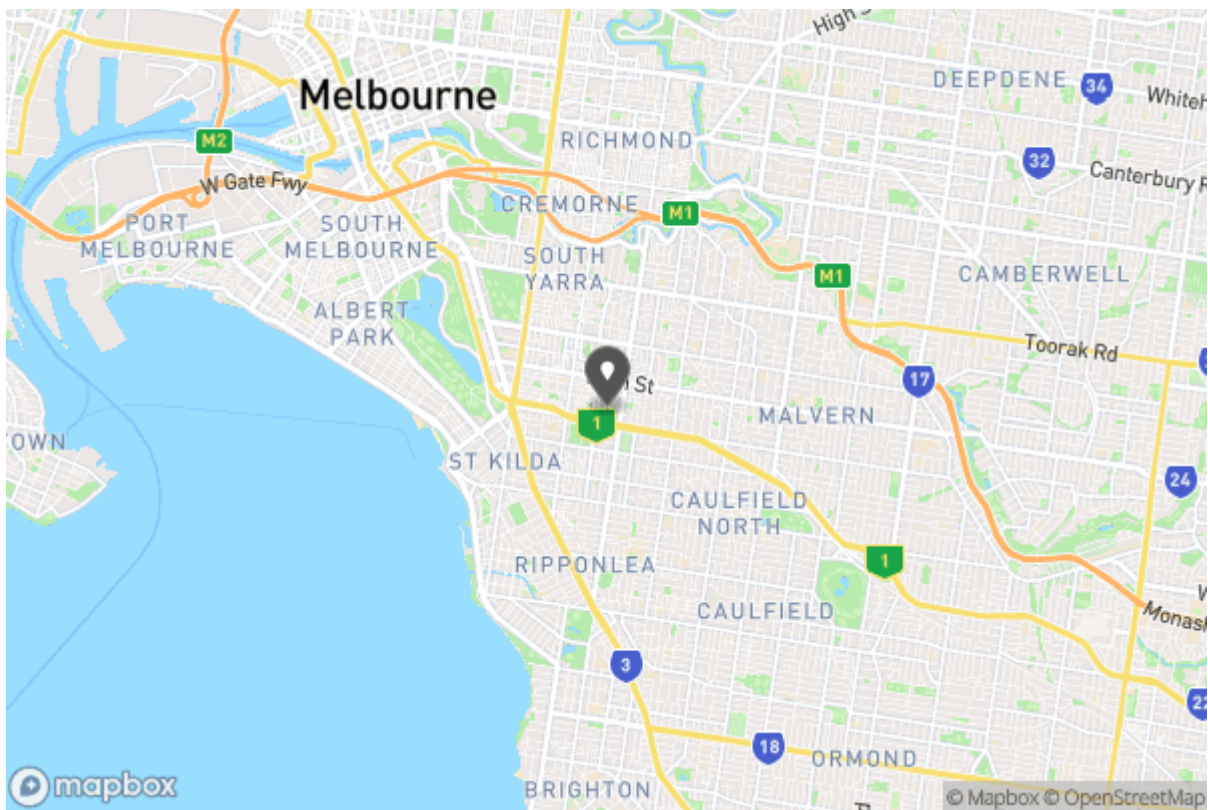 High S
DEEPDENE
34
Whiteh
Melbourne
M2
RICHMOND
32
Canterbury R
W Gate Fwy
CREMORNE
M1
PORT
MELBOURNE
SOUTH
MELBOURNE
SOUTH
YARRA
M1
CAMBERWELL
ALBERT
PARK
Toorak Rd
17
St
MALVERN
1
OWN
ST KILDA
24
CAULFIELD
NORTH
RIPPONLEA
1
CAULFIELD
Monash
3
22
18
ORMOND
BRIGHTON
mapbox
© Mapbox © OpenStreetMap